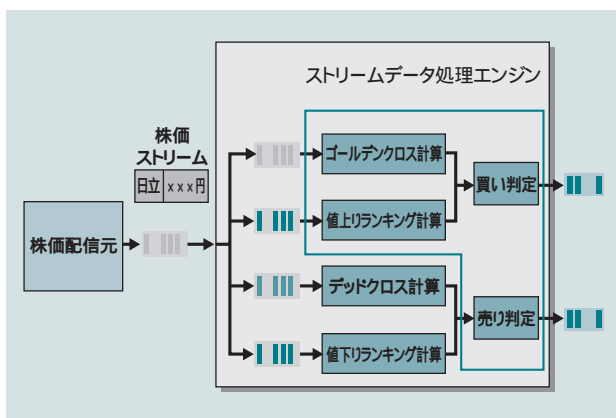 ストリームデータ処理エンジン
株価
ストリーム
日立 xxx円
株価配信元
ゴールデンクロス計算
値上りランキング計算
買い判定
デッドクロス計算
値下りランキング計算
売り判定